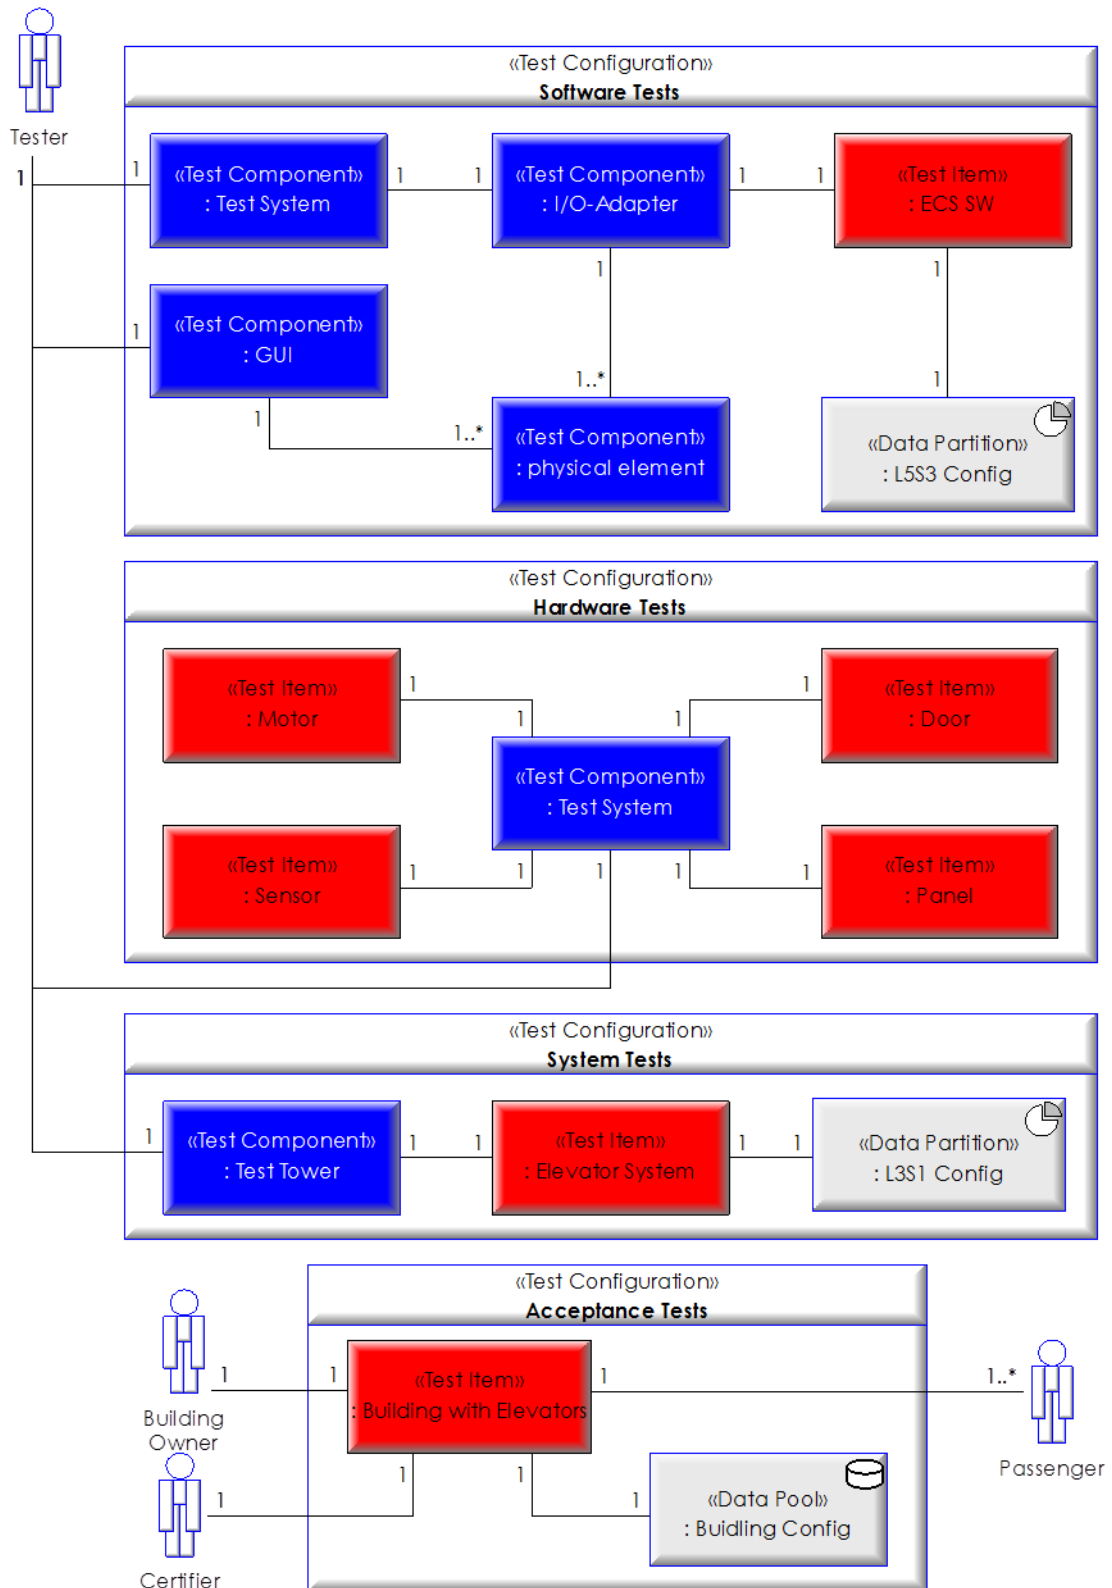 Tester
1
«Test Configuration»
Software Tests
1
«Test Component»
: Test System
1
1
«Test Component»
: I/O-Adapter
1
1
«Test Item»
: ECS SW
1
1
1
«Test Component»
: GUI
1
1..*
1..*
«Test Component»
: physical element
1
«Data Partition»
: L5S3 Config
«Test Configuration»
Hardware Tests
«Test Item»
: Motor
1
1
1
1
«Test Item»
: Door
«Test Component»
: Test System
«Test Item»
: Sensor
1
1
1
1
1
«Test Item»
: Panel
«Test Configuration»
System Tests
1
«Test Component»
: Test Tower
1
1
«Test Item»
: Elevator System
1
1
«Data Partition»
: L3S1 Config
«Test Configuration»
Acceptance Tests
Building
Owner
1
1
«Test Item»
: Building with Elevators
1
1..*
Passenger
Certifier
1
1
1
1
«Data Pool»
: Buidling Config